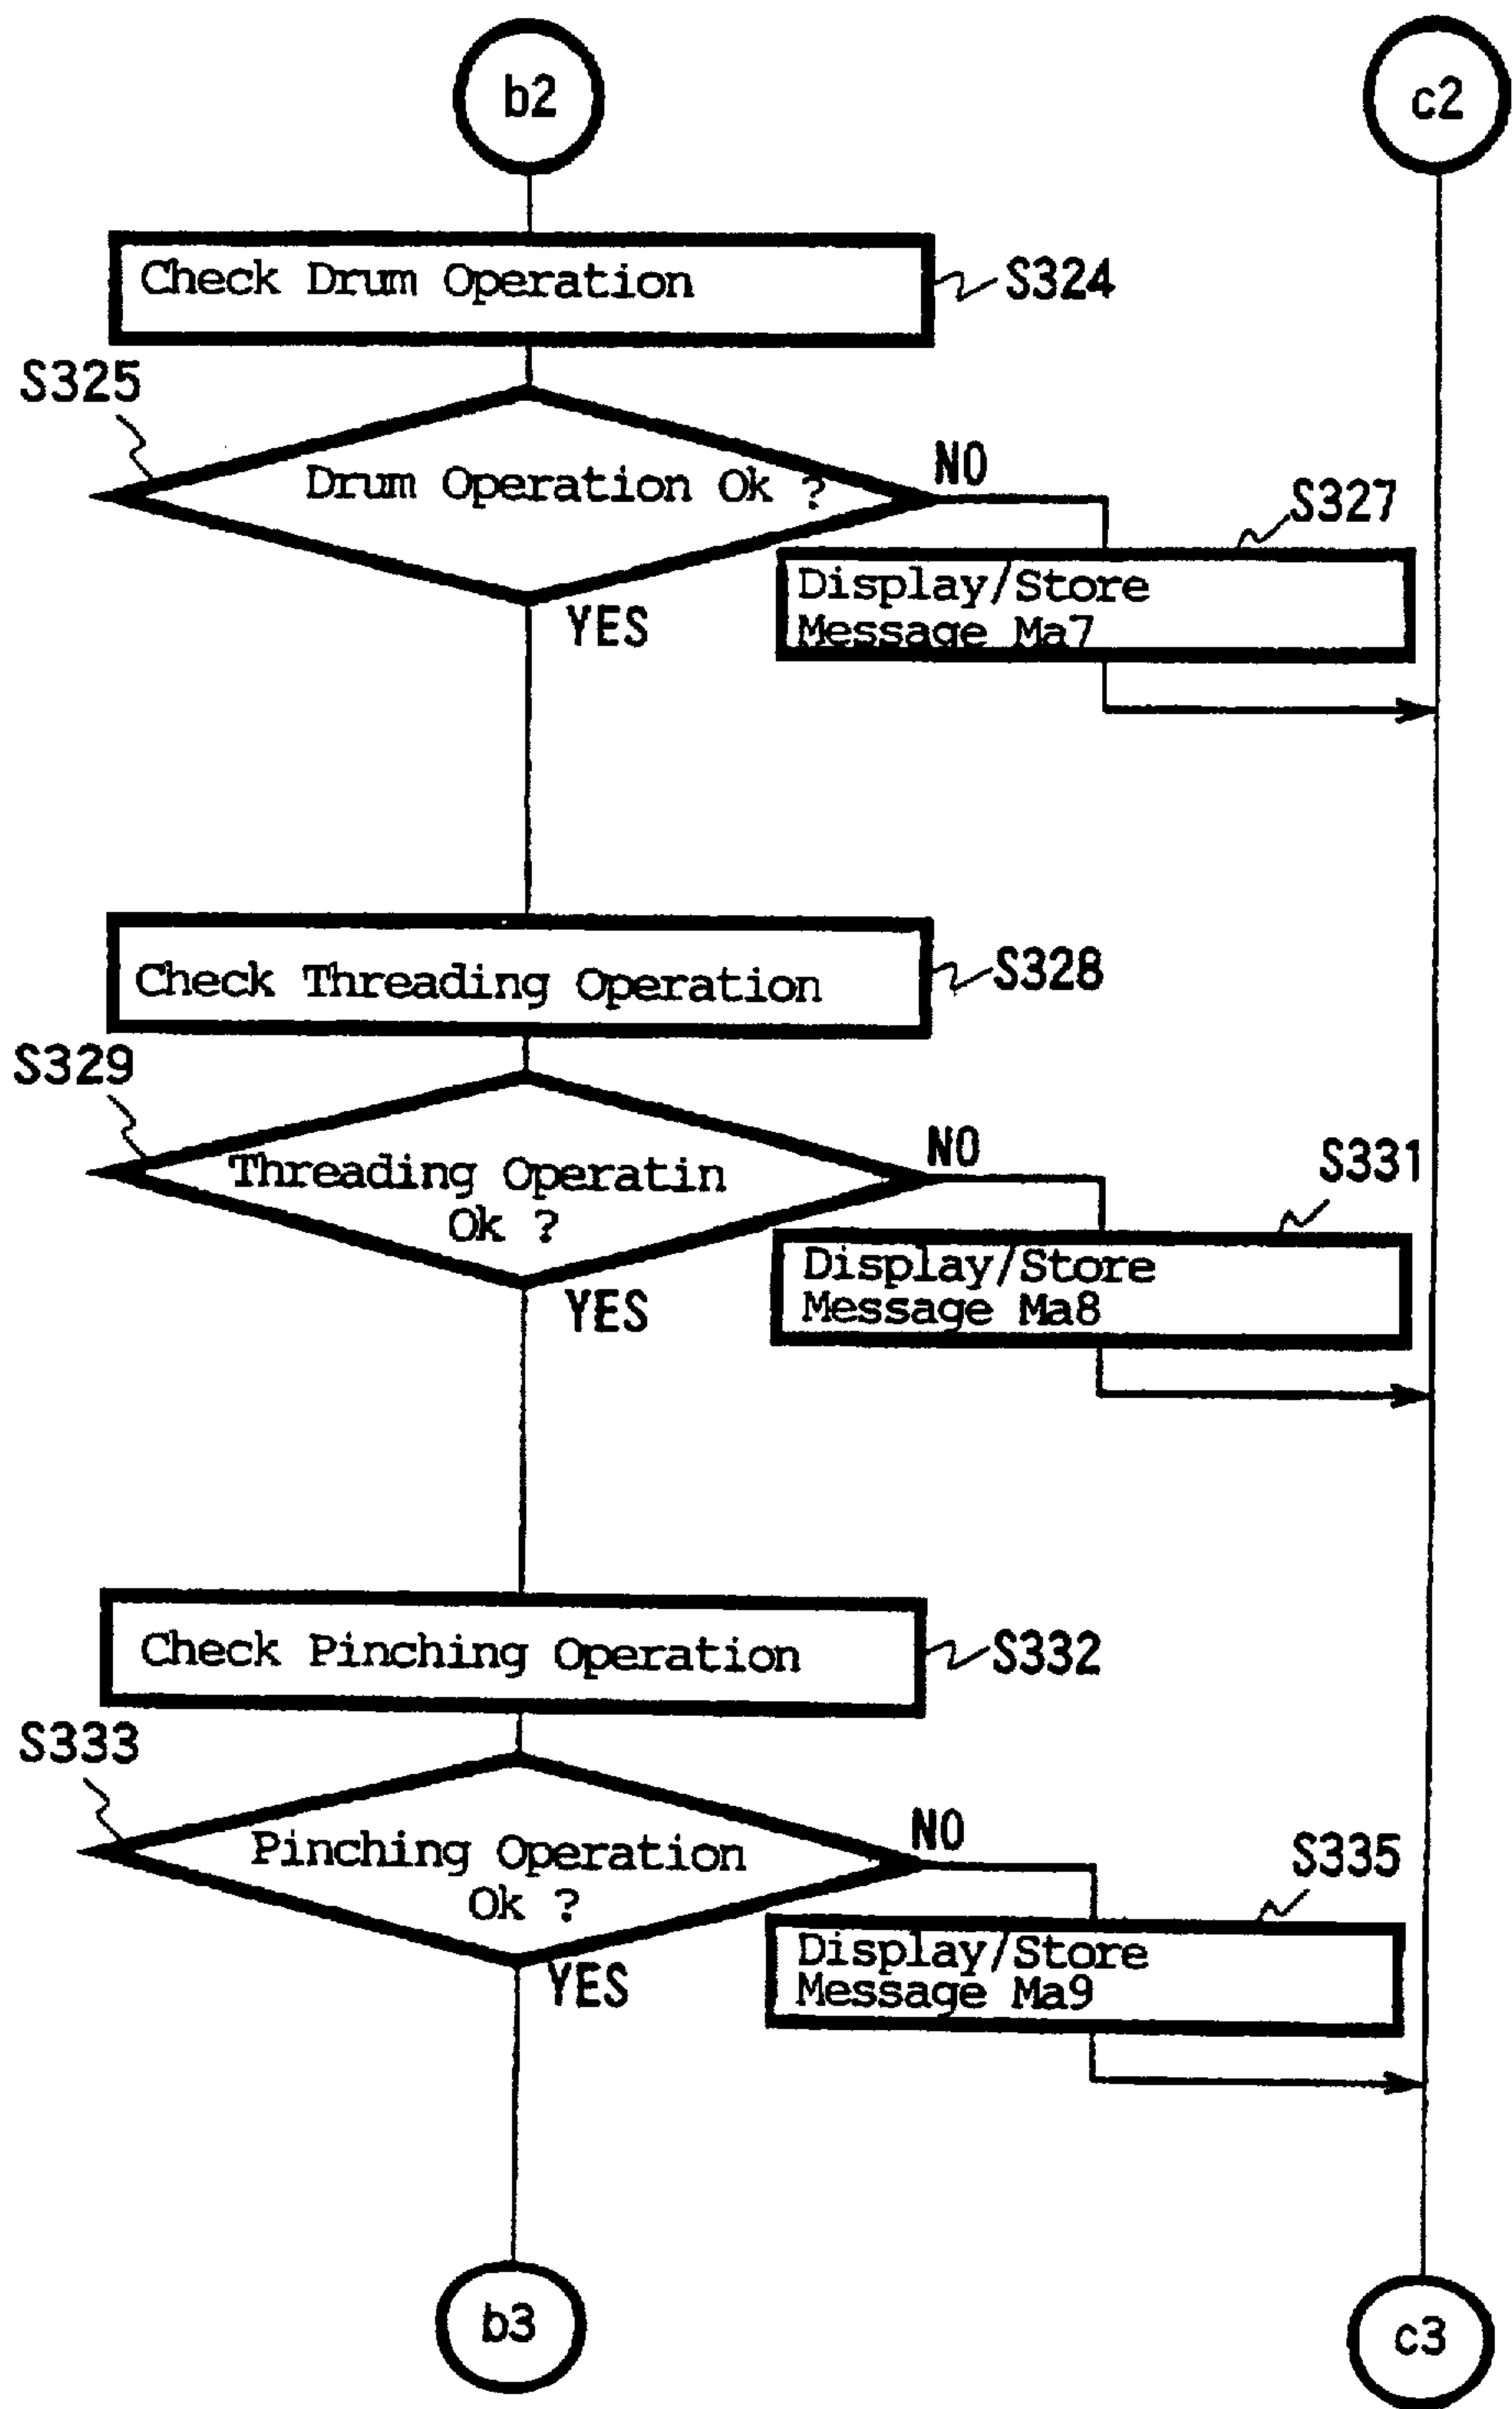 b2
c2
Check Drum Operation
S324
S325
Drum Operation Ok ?
NO
YES
S327
Display/Store
Message Ma7
Check Threading Operation
S328
S329
Threading Operatin
Ok ?
NO
YES
S331
Display/Store
Message Ma8
Check Pinching Operation
S332
S333
Pinching Operation
Ok ?
NO
YES
S335
Display/Store
Message Ma9
b3
c3